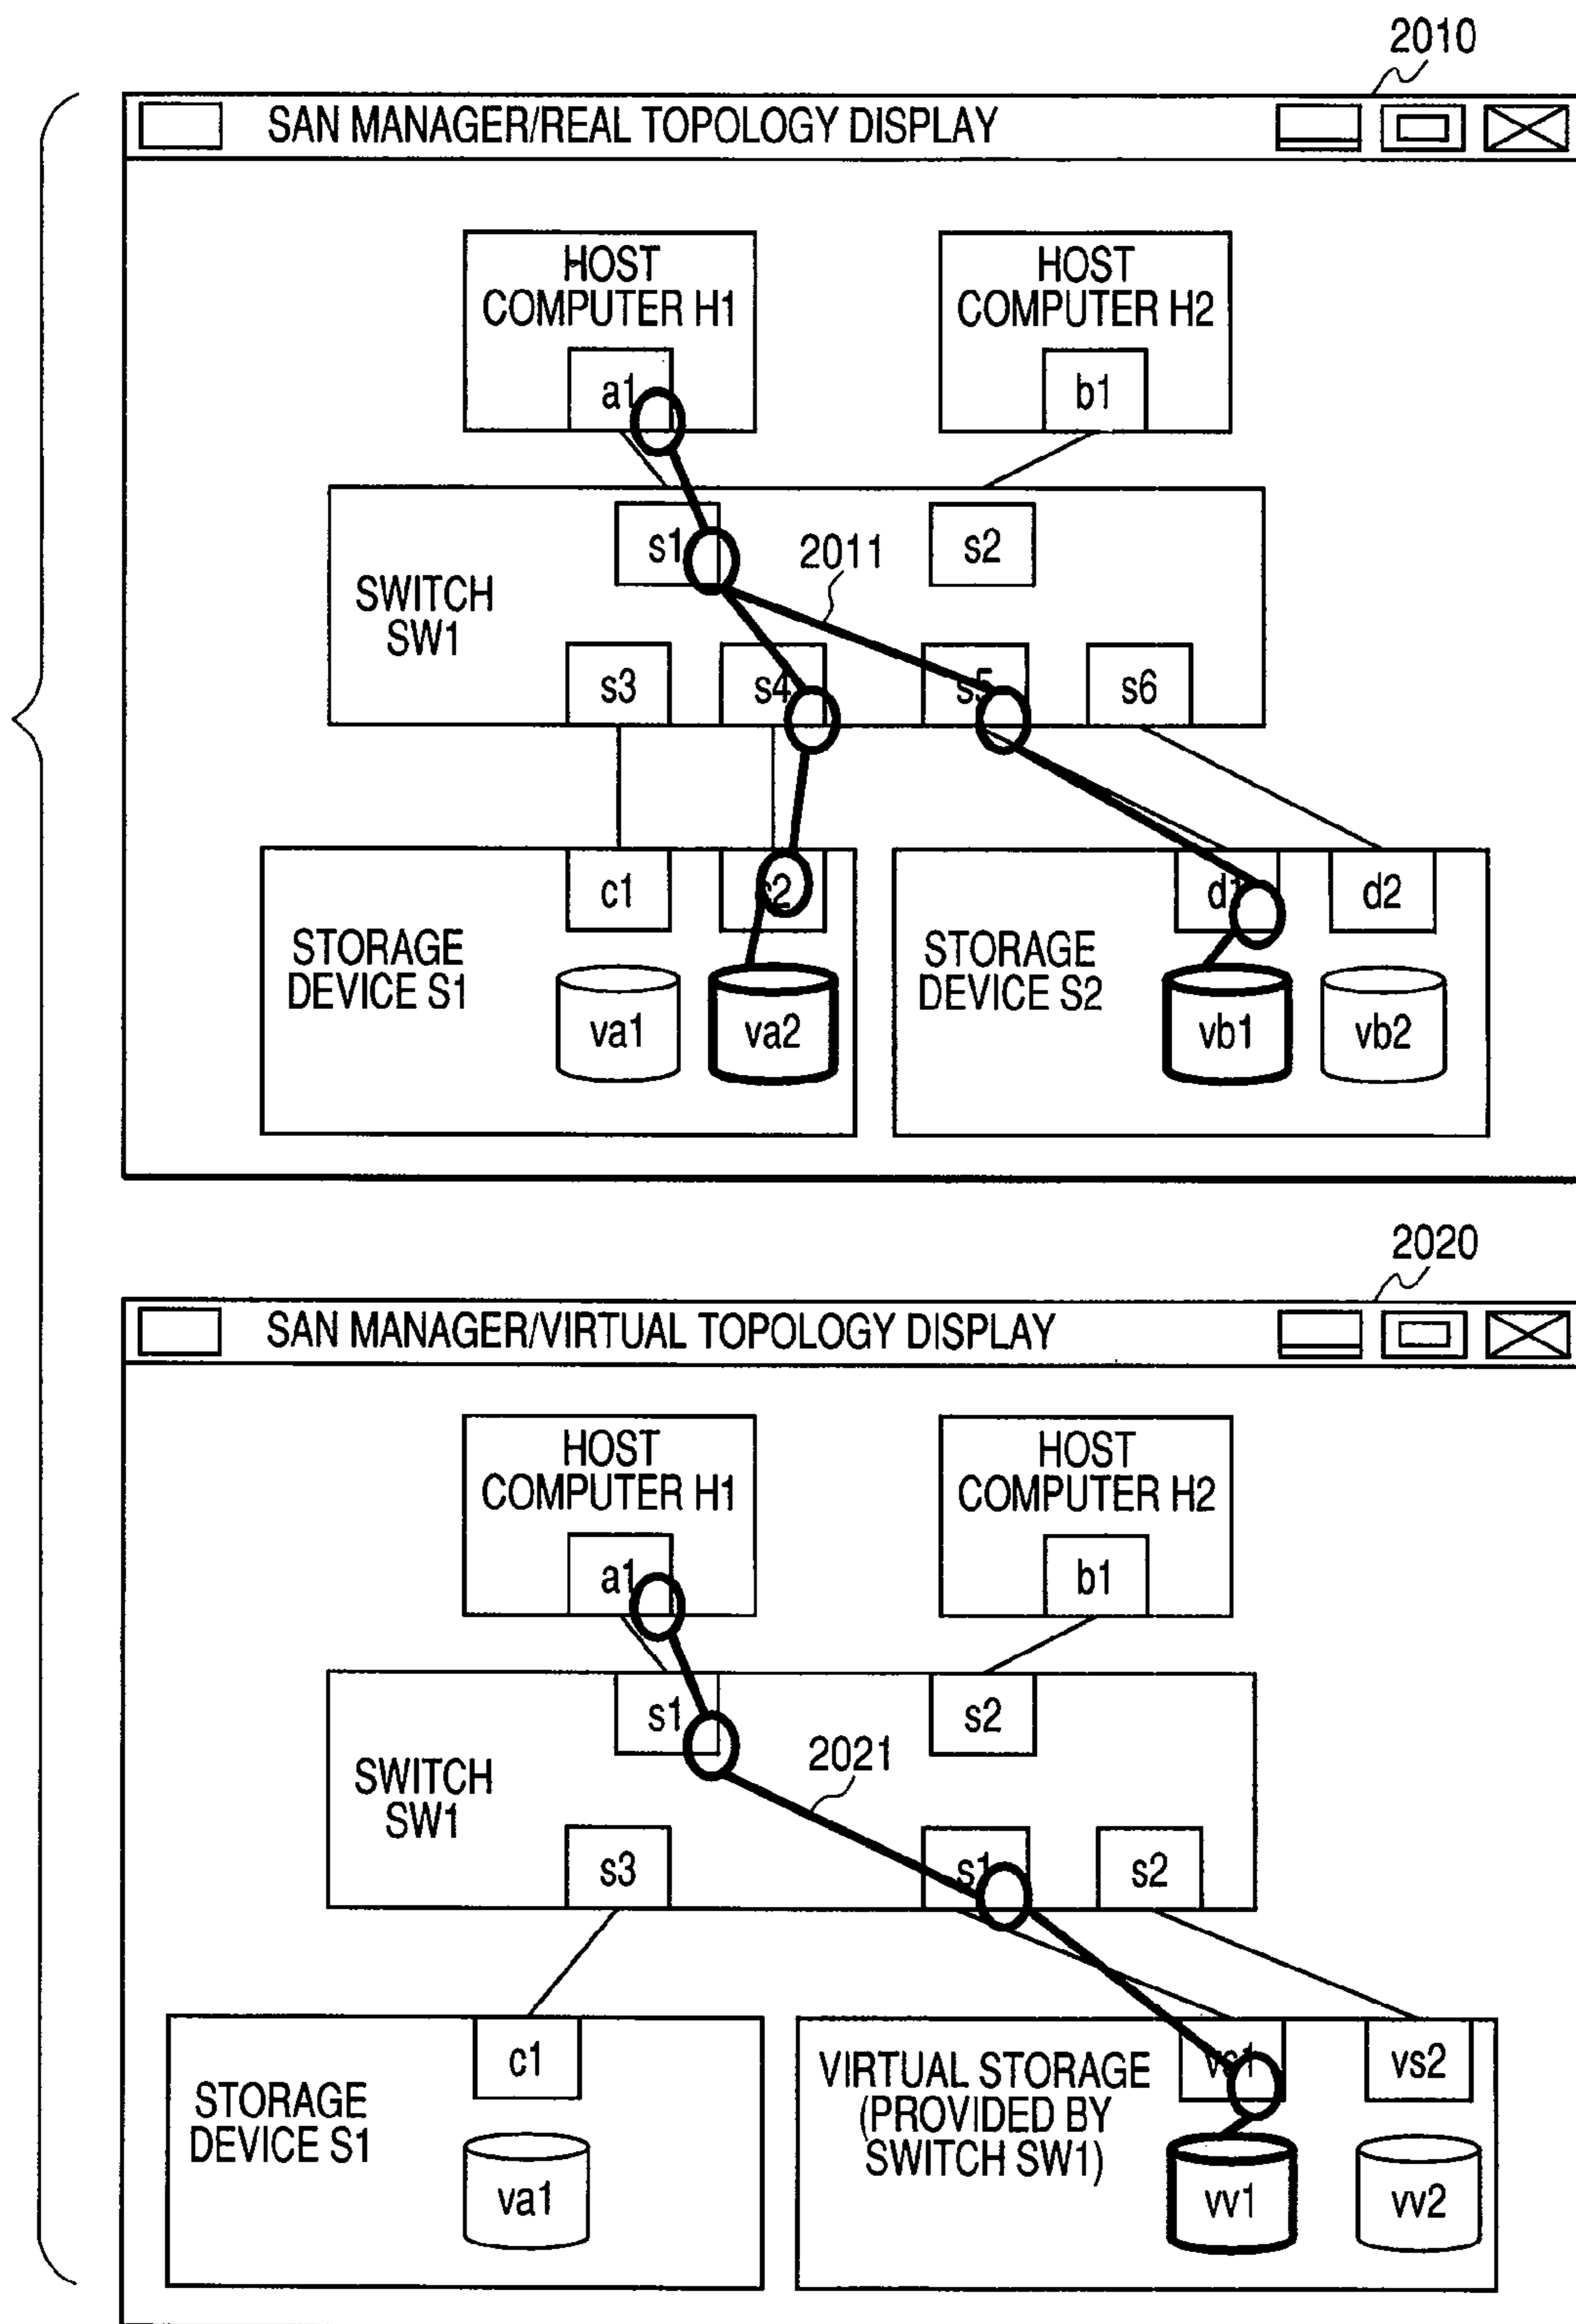 2010
SAN MANAGER/REAL TOPOLOGY DISPLAY
HOST
COMPUTER H1
a1
HOST
COMPUTER H2
b1
s1
2011
s2
SWITCH
SW1
s3
s4
s5
s6
c1
d1
d2
STORAGE
DEVICE S1
va1
va2
STORAGE
DEVICE S2
vb1
vb2
2020
SAN MANAGER/VIRTUAL TOPOLOGY DISPLAY
HOST
COMPUTER H1
a1
HOST
COMPUTER H2
b1
s1
s2
2021
SWITCH
SW1
s3
s1
s2
c1
vs2
STORAGE
DEVICE S1
va1
VIRTUAL STORAGE
(PROVIDED BY
SWITCH SW1)
vv1
vv2